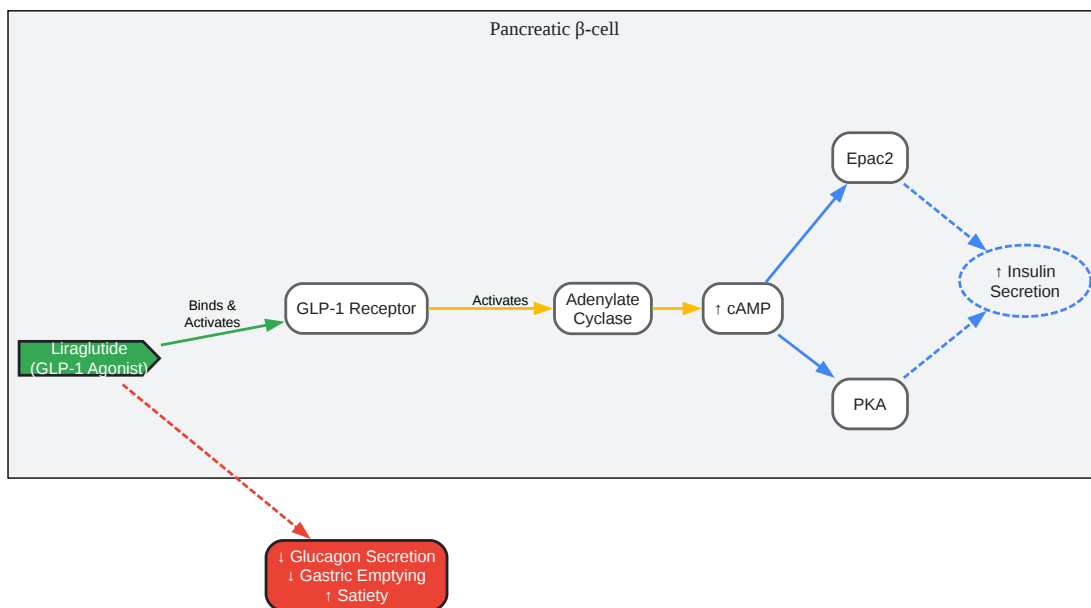 Pancreatic β-cell
Epac2
↑ Insulin
Secretion
Binds &
Activates
GLP-1 Receptor
Activates
Adenylate
Cyclase
↑ cAMP
Liraglutide
(GLP-1 Agonist)
PKA
↓ Glucagon Secretion
↓ Gastric Emptying
↑ Satiety